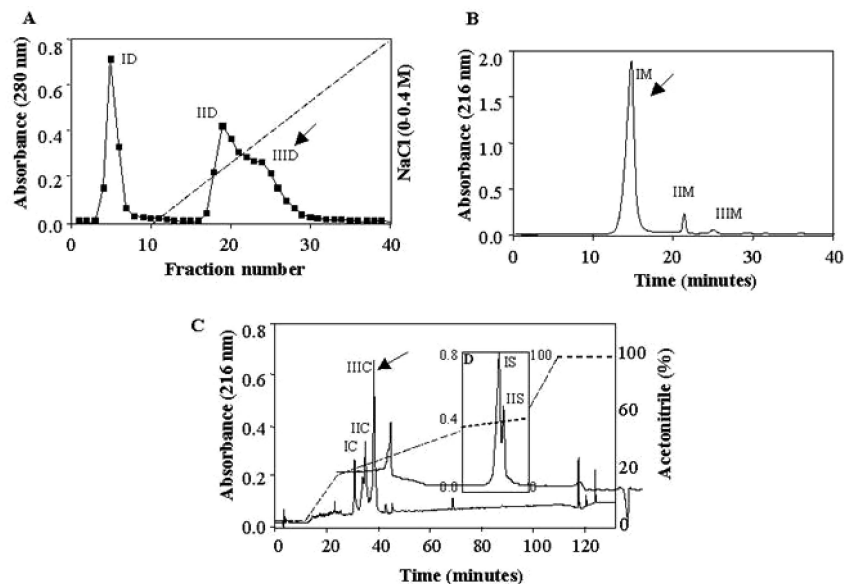 A
Absorbance (280 nm)
0.8
0.6
0.4
0.2
0
ID
IID
IIID
0 10 20 30 40
Fraction number
NaCl (0-0.4 M)
B
Absorbance (216 nm)
2.0
1.5
1.0
0.5
0.0
IM
IIM
IIIM
0 10 20 30 40
Time (minutes)
C
Absorbance (216 nm)
0.8
0.6
0.4
0.2
0.0
IC
IIC
IIIC
0 20 40 60 80 100 120
Time (minutes)
D
0.8
0.4
0.0
IS
IIS
100
0
100
60
20
0
Acetonitrile (%)